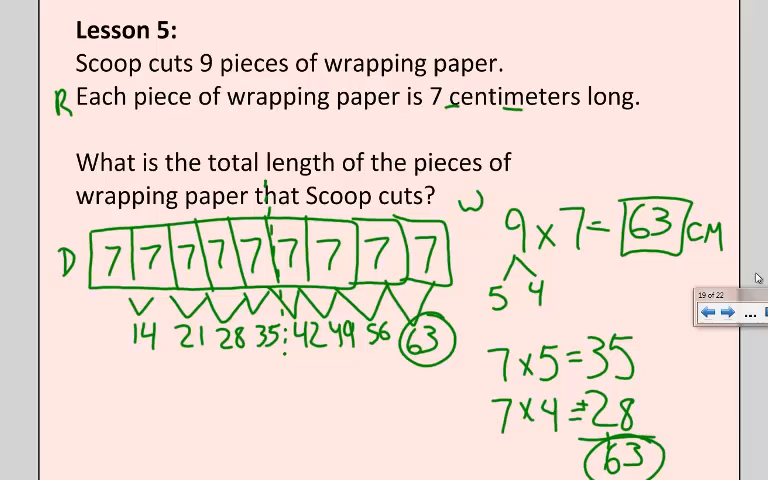 Lesson 5:
Scoop cuts 9 pieces of wrapping paper.
R Each piece of wrapping paper is 7 centimeters long.
What is the total length of the pieces of
wrapping paper that Scoop cuts?
D 7 7 7 7 7 7 7 7 7
14 21 28 35 42 49 56 63
W 9 x 7 = 63 CM
5 4
7 x 5 = 35
7 x 4 = +28
63
19 of 22
...